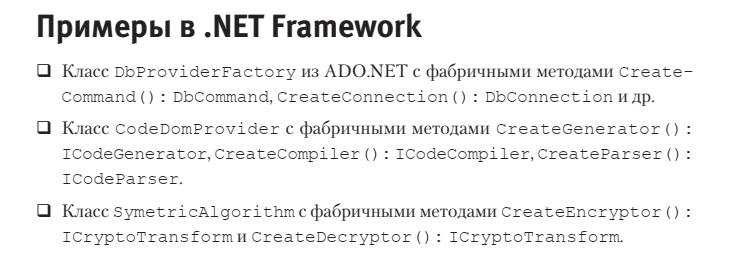 Примеры в .NET Framework
❑ Класс DbProviderFactory из ADO.NET с фабричными методами Create-
Command(): DbCommand, CreateConnection(): DbConnection и др.
❑ Класс CodeDomProvider с фабричными методами CreateGenerator():
ICodeGenerator, CreateCompiler(): ICodeCompiler, CreateParser():
ICodeParser.
❑ Класс SymetricAlgorithm с фабричными методами CreateEncryptor():
ICryptoTransform и CreateDecryptor(): ICryptoTransform.